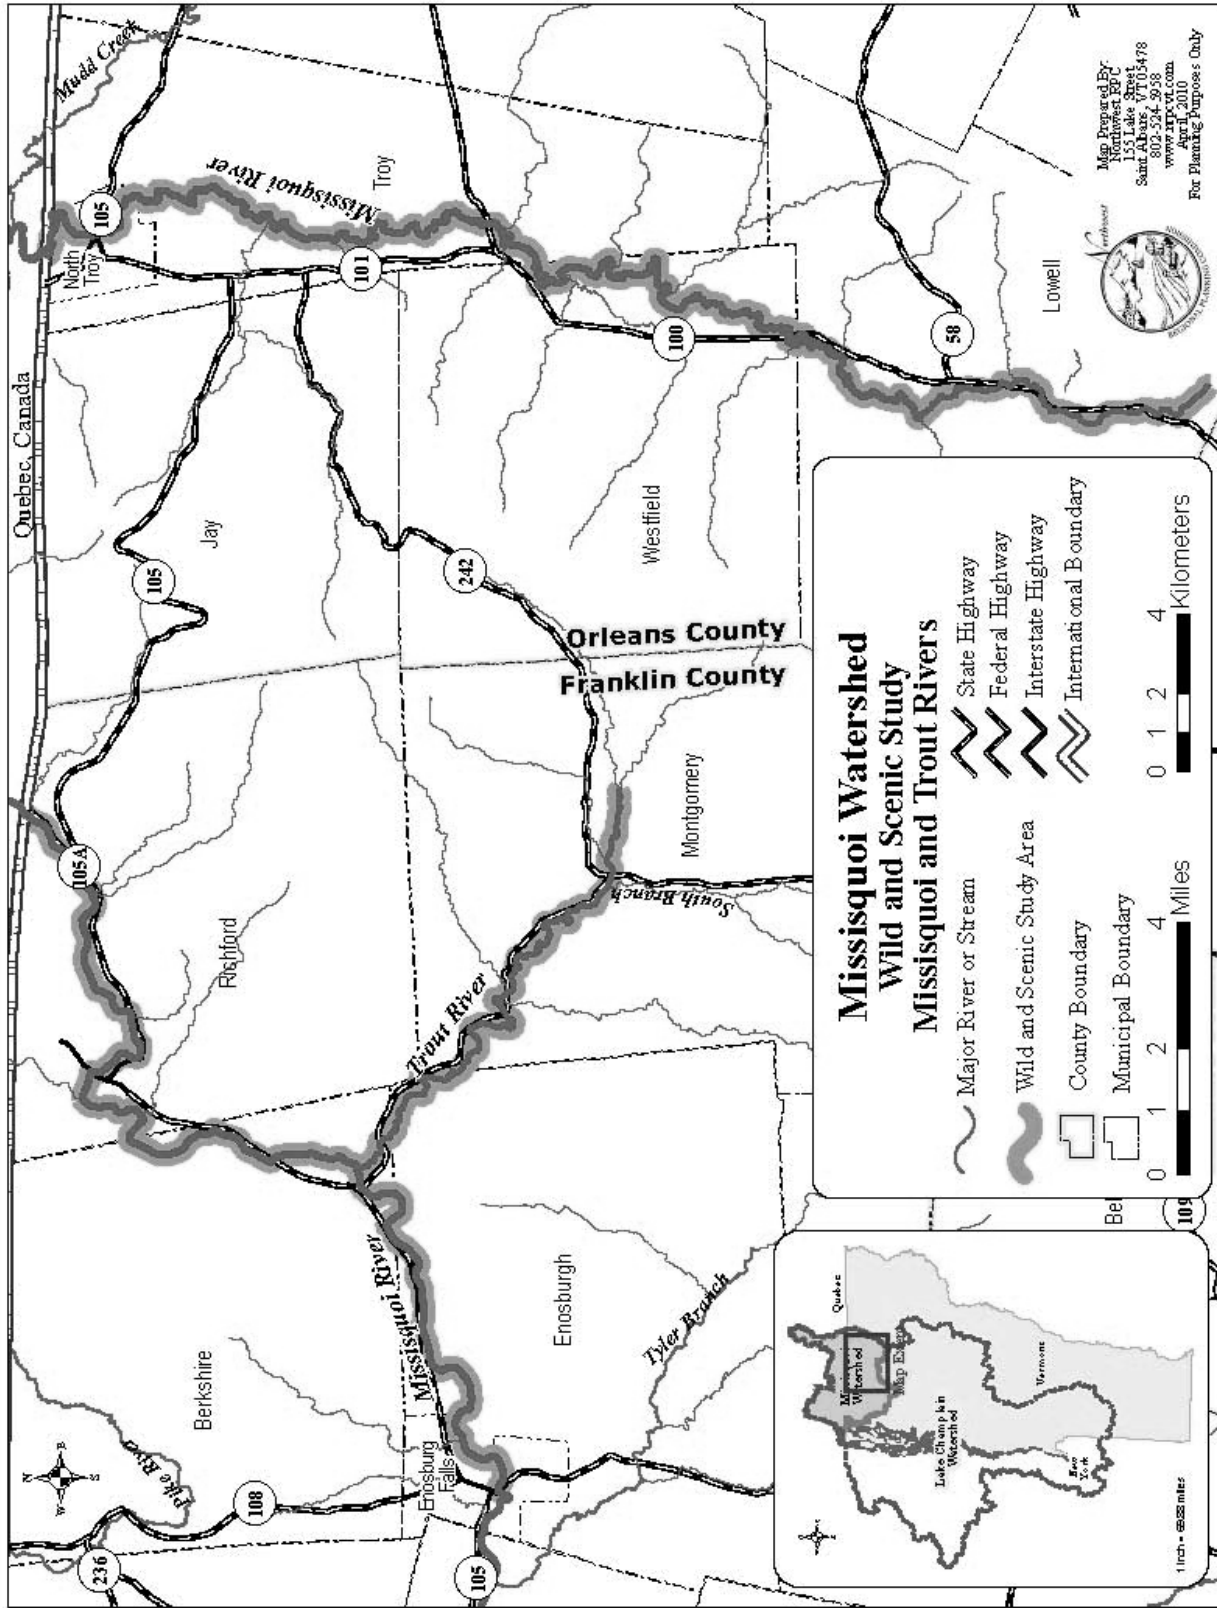 Quebec, Canada
Mudd Creek
Pike River
236
108
105
105A
105
North
Troy
105
Berkshire
Richford
Jay
Troy
Missisquoi River
101
Missisquoi River
Trout River
242
Enosburg
Falls
105
Enosburgh
Tyler Branch
Montgomery
South Branch
Franklin County
Orleans County
Westfield
100
58
Lowell
109
N
W
E
S
Missisquoi Watershed
Wild and Scenic Study
Missisquoi and Trout Rivers
Major River or Stream
Wild and Scenic Study Area
County Boundary
Municipal Boundary
State Highway
Federal Highway
Interstate Highway
International Boundary
0 1 2 4
Miles
0 1 2 4
Kilometers
Quebec
Watershed
Map Extent
Lake Champlain
Watershed
Vermont
New
York
Northwest
REGIONAL PLANNING COMMISSION
Map Prepared By:
Northwest RPC
155 Lake Street
Saint Albans, VT 05478
802-524-5958
www.nrpcvt.com
April, 2010
For Planning Purposes Only